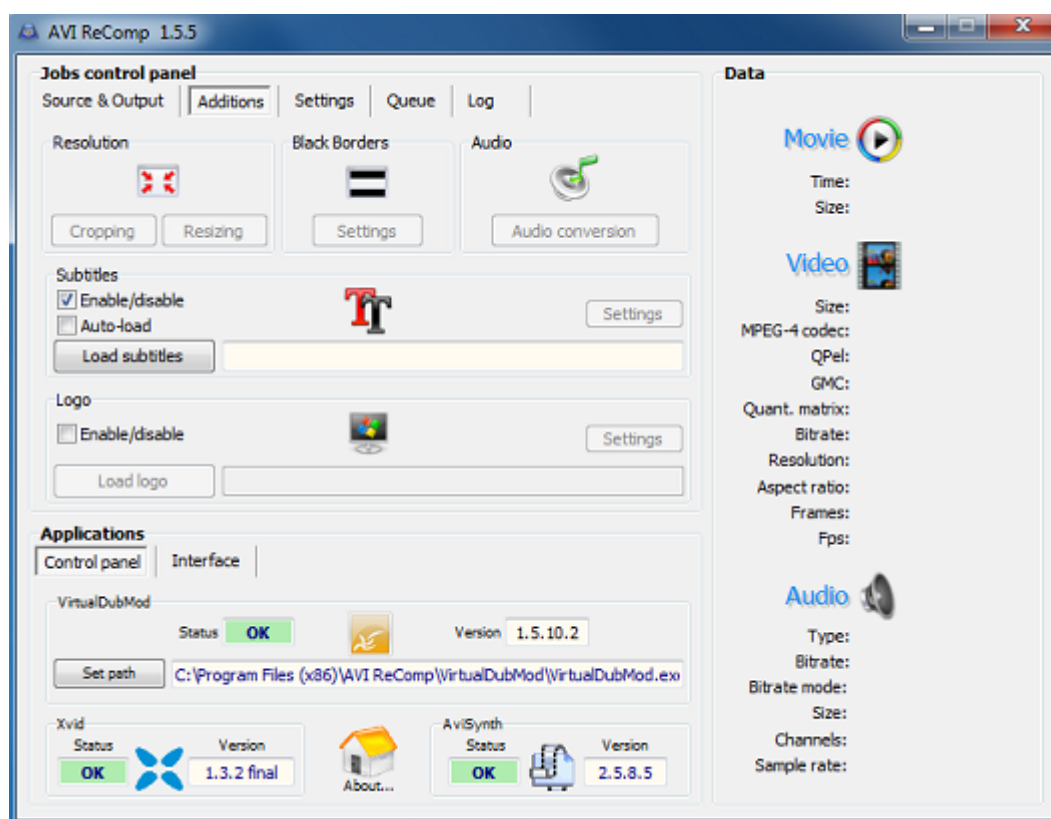 AVI ReComp 1.5.5
Jobs control panel
Source & Output
Additions
Settings
Queue
Log
Resolution
Cropping
Resizing
Black Borders
Settings
Audio
Audio conversion
Subtitles
Enable/disable
Auto-load
Settings
Load subtitles
Logo
Enable/disable
Settings
Load logo
Applications
Control panel
Interface
VirtualDubMod
Status OK
Version 1.5.10.2
Set path
C:\Program Files (x86)\AVI ReComp\VirtualDubMod\VirtualDubMod.exe
Xvid
Status
OK
Version
1.3.2 final
About...
AviSynth
Status
OK
Version
2.5.8.5
Data
Movie
Time:
Size:
Video
Size:
MPEG-4 codec:
QPel:
GMC:
Quant. matrix:
Bitrate:
Resolution:
Aspect ratio:
Frames:
Fps:
Audio
Type:
Bitrate:
Bitrate mode:
Size:
Channels:
Sample rate: